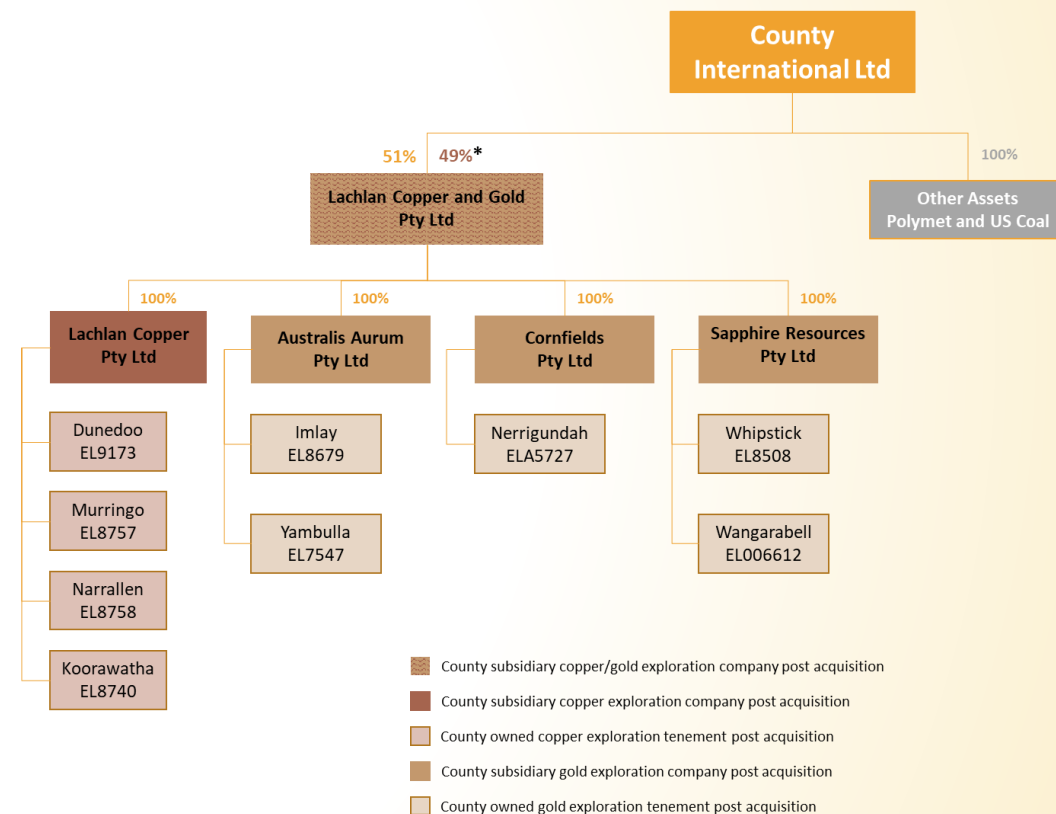 County
International Ltd
51%
49%*
100%
Lachlan Copper and Gold
Pty Ltd
Other Assets
Polymet and US Coal
100%
100%
100%
100%
Lachlan Copper
Pty Ltd
Australis Aurum
Pty Ltd
Cornfields
Pty Ltd
Sapphire Resources
Pty Ltd
Dunedoo
EL9173
Imlay
EL8679
Nerrigundah
ELA5727
Whipstick
EL8508
Murringo
EL8757
Yambulla
EL7547
Wangarabell
EL006612
Narrallen
EL8758
Koorawatha
EL8740
County subsidiary copper/gold exploration company post acquisition
County subsidiary copper exploration company post acquisition
County owned copper exploration tenement post acquisition
County subsidiary gold exploration company post acquisition
County owned gold exploration tenement post acquisition